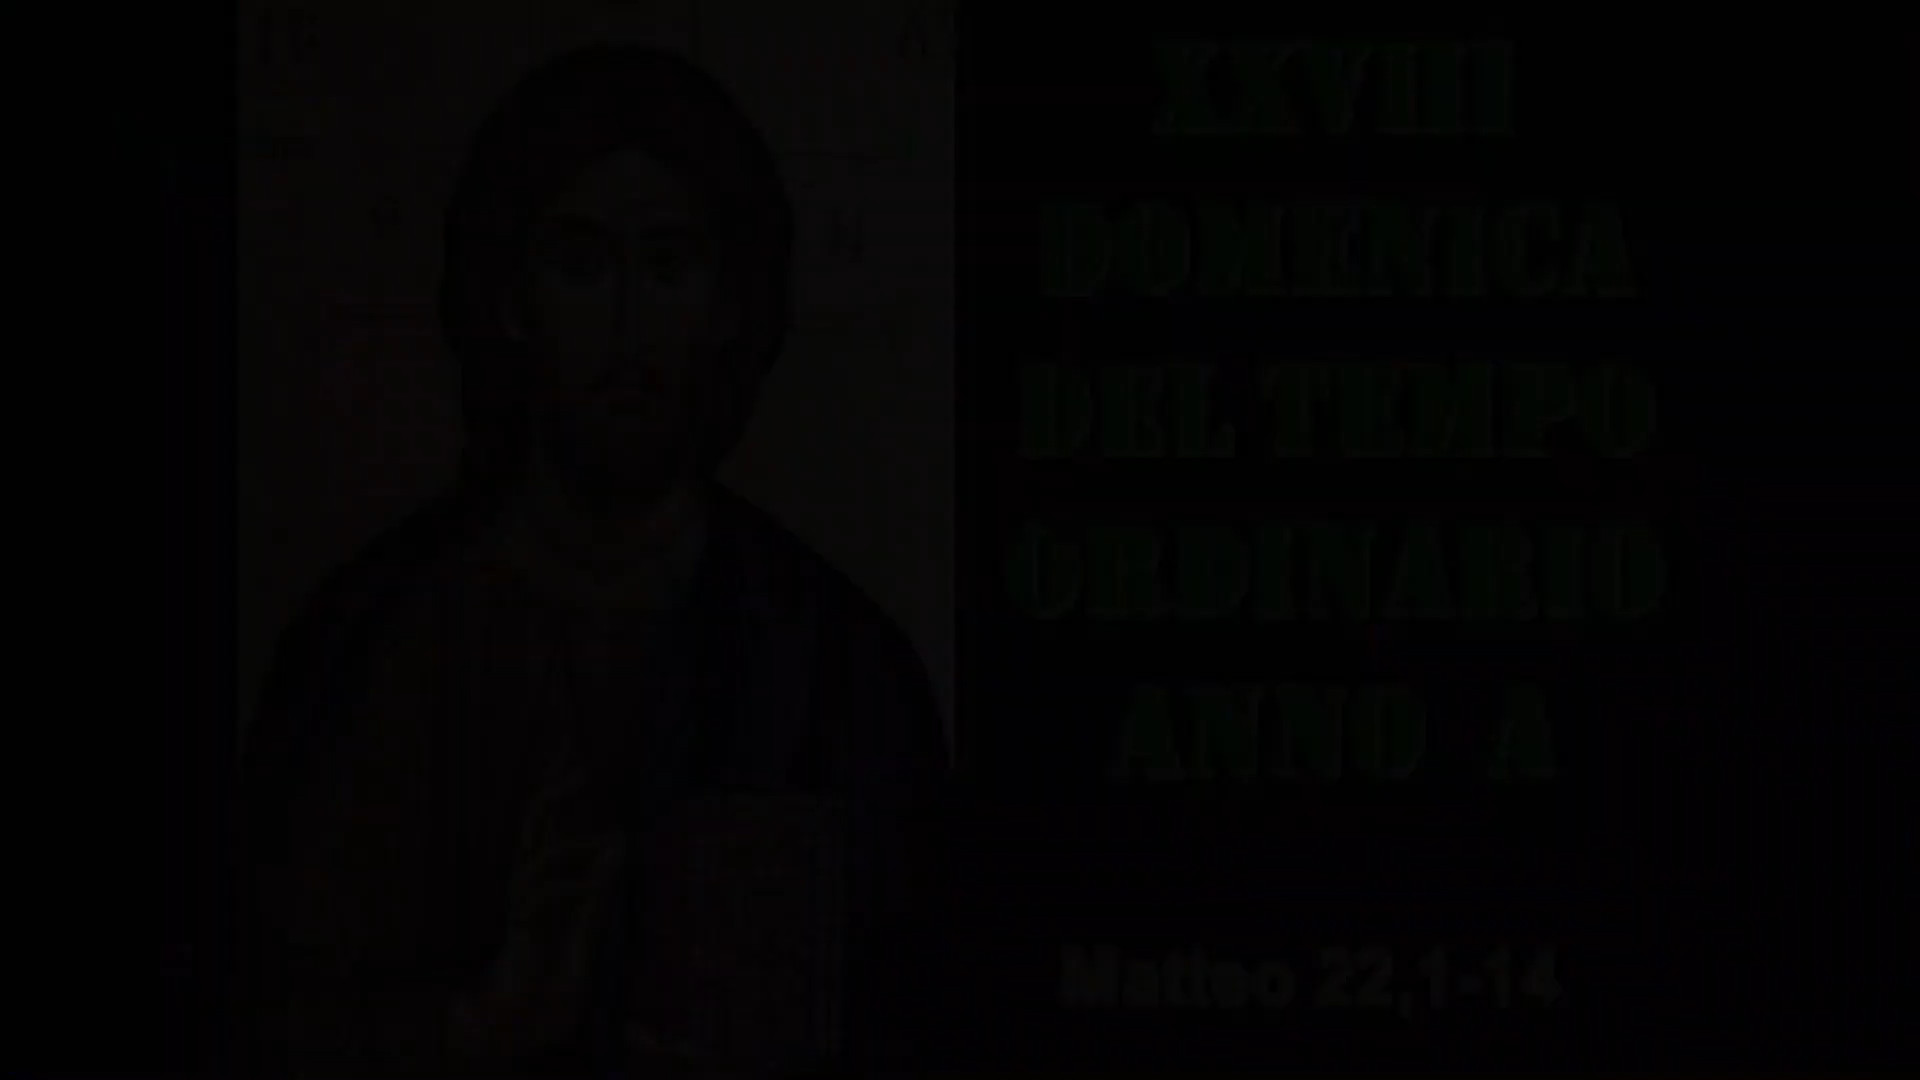 XXVIII
DOMENICA
DEL TEMPO
ORDINARIO
ANNO A
Matteo 22,1-14